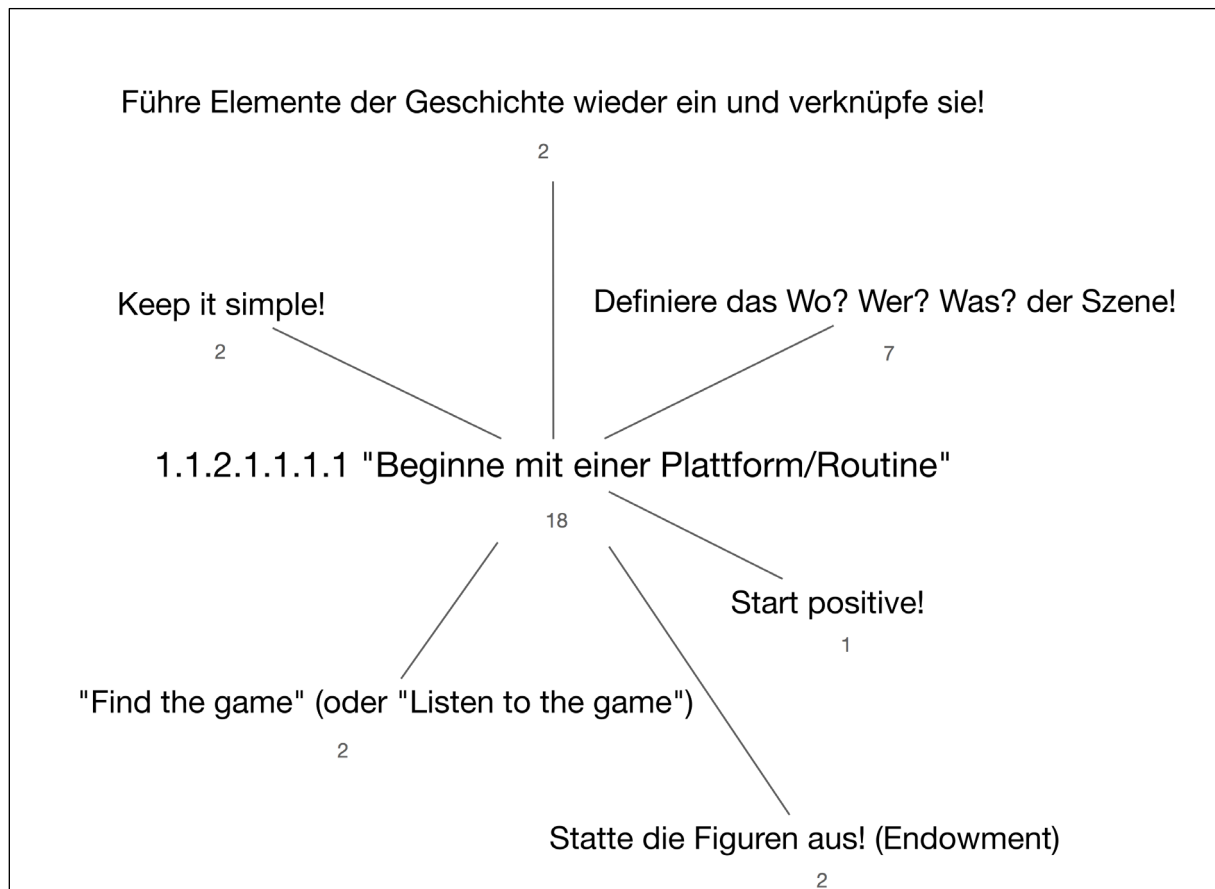 Führe Elemente der Geschichte wieder ein und verknüpfe sie!
2
Keep it simple!
2
Definiere das Wo? Wer? Was? der Szene!
7
1.1.2.1.1.1.1 "Beginne mit einer Plattform/Routine"
18
Start positive!
1
"Find the game" (oder "Listen to the game")
2
Statte die Figuren aus! (Endowment)
2